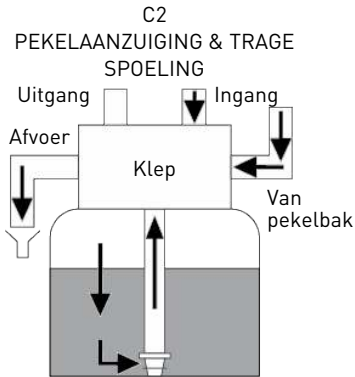 C2
PEKELAANZUIGING & TRAGE
SPOELING
Uitgang
Ingang
Afvoer
Klep
Van
pekelbak